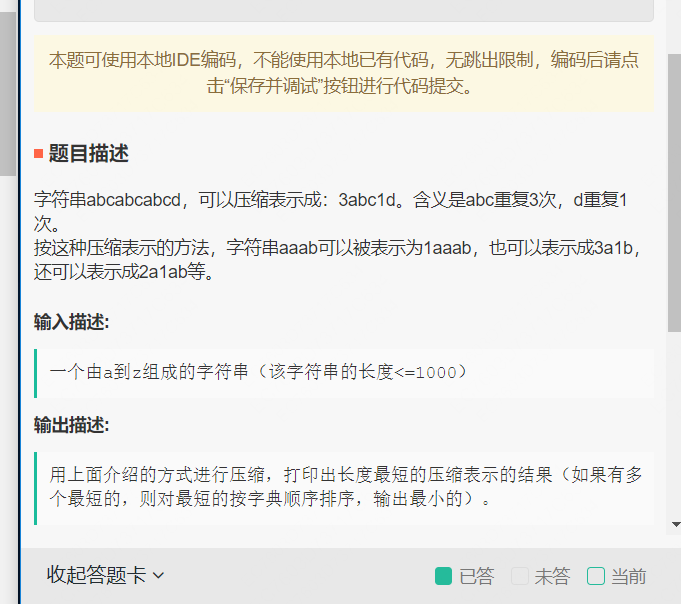 本题可使用本地IDE编码，不能使用本地已有代码，无跳出限制，编码后请点
击“保存并调试”按钮进行代码提交。
题目描述
字符串abcabcabcd，可以压缩表示成：3abc1d。含义是abc重复3次，d重复1
次。
按这种压缩表示的方法，字符串aaab可以被表示为1aaab，也可以表示成3a1b，
还可以表示成2a1ab等。
输入描述:
一个由a到z组成的字符串（该字符串的长度<=1000）
输出描述:
用上面介绍的方式进行压缩，打印出长度最短的压缩表示的结果（如果有多
个最短的，则对最短的按字典顺序排序，输出最小的）。
收起答题卡 已答 未答 当前